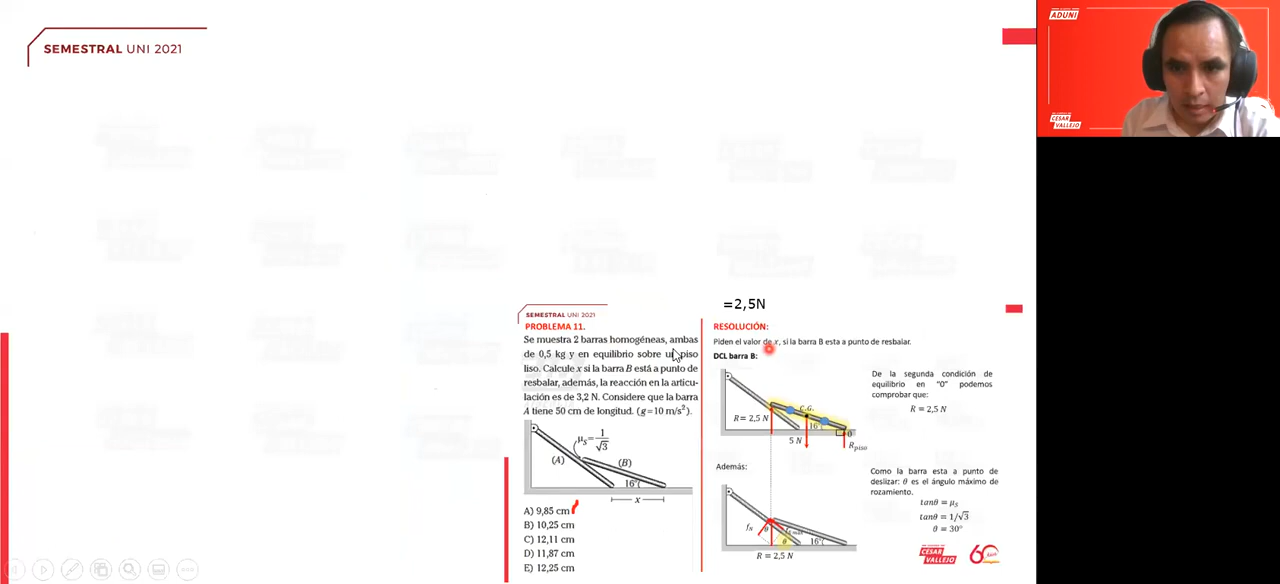 SEMESTRAL UNI 2021
ADUNI
CESAR
VALLEJO
=2,5N
SEMESTRAL UNI 2021
PROBLEMA 11.
Se muestra 2 barras homogéneas, ambas
de 0,5 kg y en equilibrio sobre un piso
liso. Calcule x si la barra B está a punto de
resbalar, además, la reacción en la articu-
lación es de 3,2 N. Considere que la barra
A tiene 50 cm de longitud. (g=10 m/s²).
μs= 1/√3
(A)
(B)
16°
x
A) 9,85 cm
B) 10,25 cm
C) 12,11 cm
D) 11,87 cm
E) 12,25 cm
RESOLUCIÓN:
Piden el valor de x, si la barra B esta a punto de resbalar.
DCL barra B:
C.G.
R = 2,5 N
16°
O
5 N
R piso
De la segunda condición de
equilibrio en "0" podemos
comprobar que:
R = 2,5 N
Además:
fN
θ
θ
16°
R = 2,5 N
Como la barra esta a punto de
deslizar: θ es el ángulo máximo de
rozamiento.
tanθ = μs
tanθ = 1/√3
θ = 30°
CESAR
VALLEJO
60